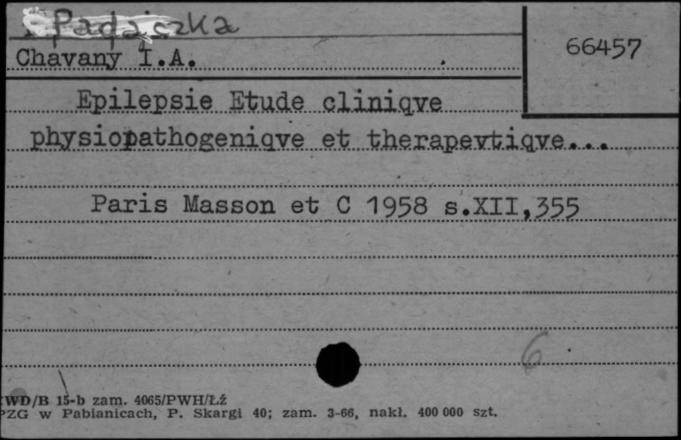 Padaczka
66457
Chavany I.A.
Epilepsie Etude cliniqve
physiopathogeniqve et therapevtiqve...
Paris Masson et C 1958 s.XII,355
6
WD/B 15-b zam. 4065/PWH/Łź
PZG w Pabianicach, P. Skargi 40; zam. 3-66, nakł. 400 000 szt.